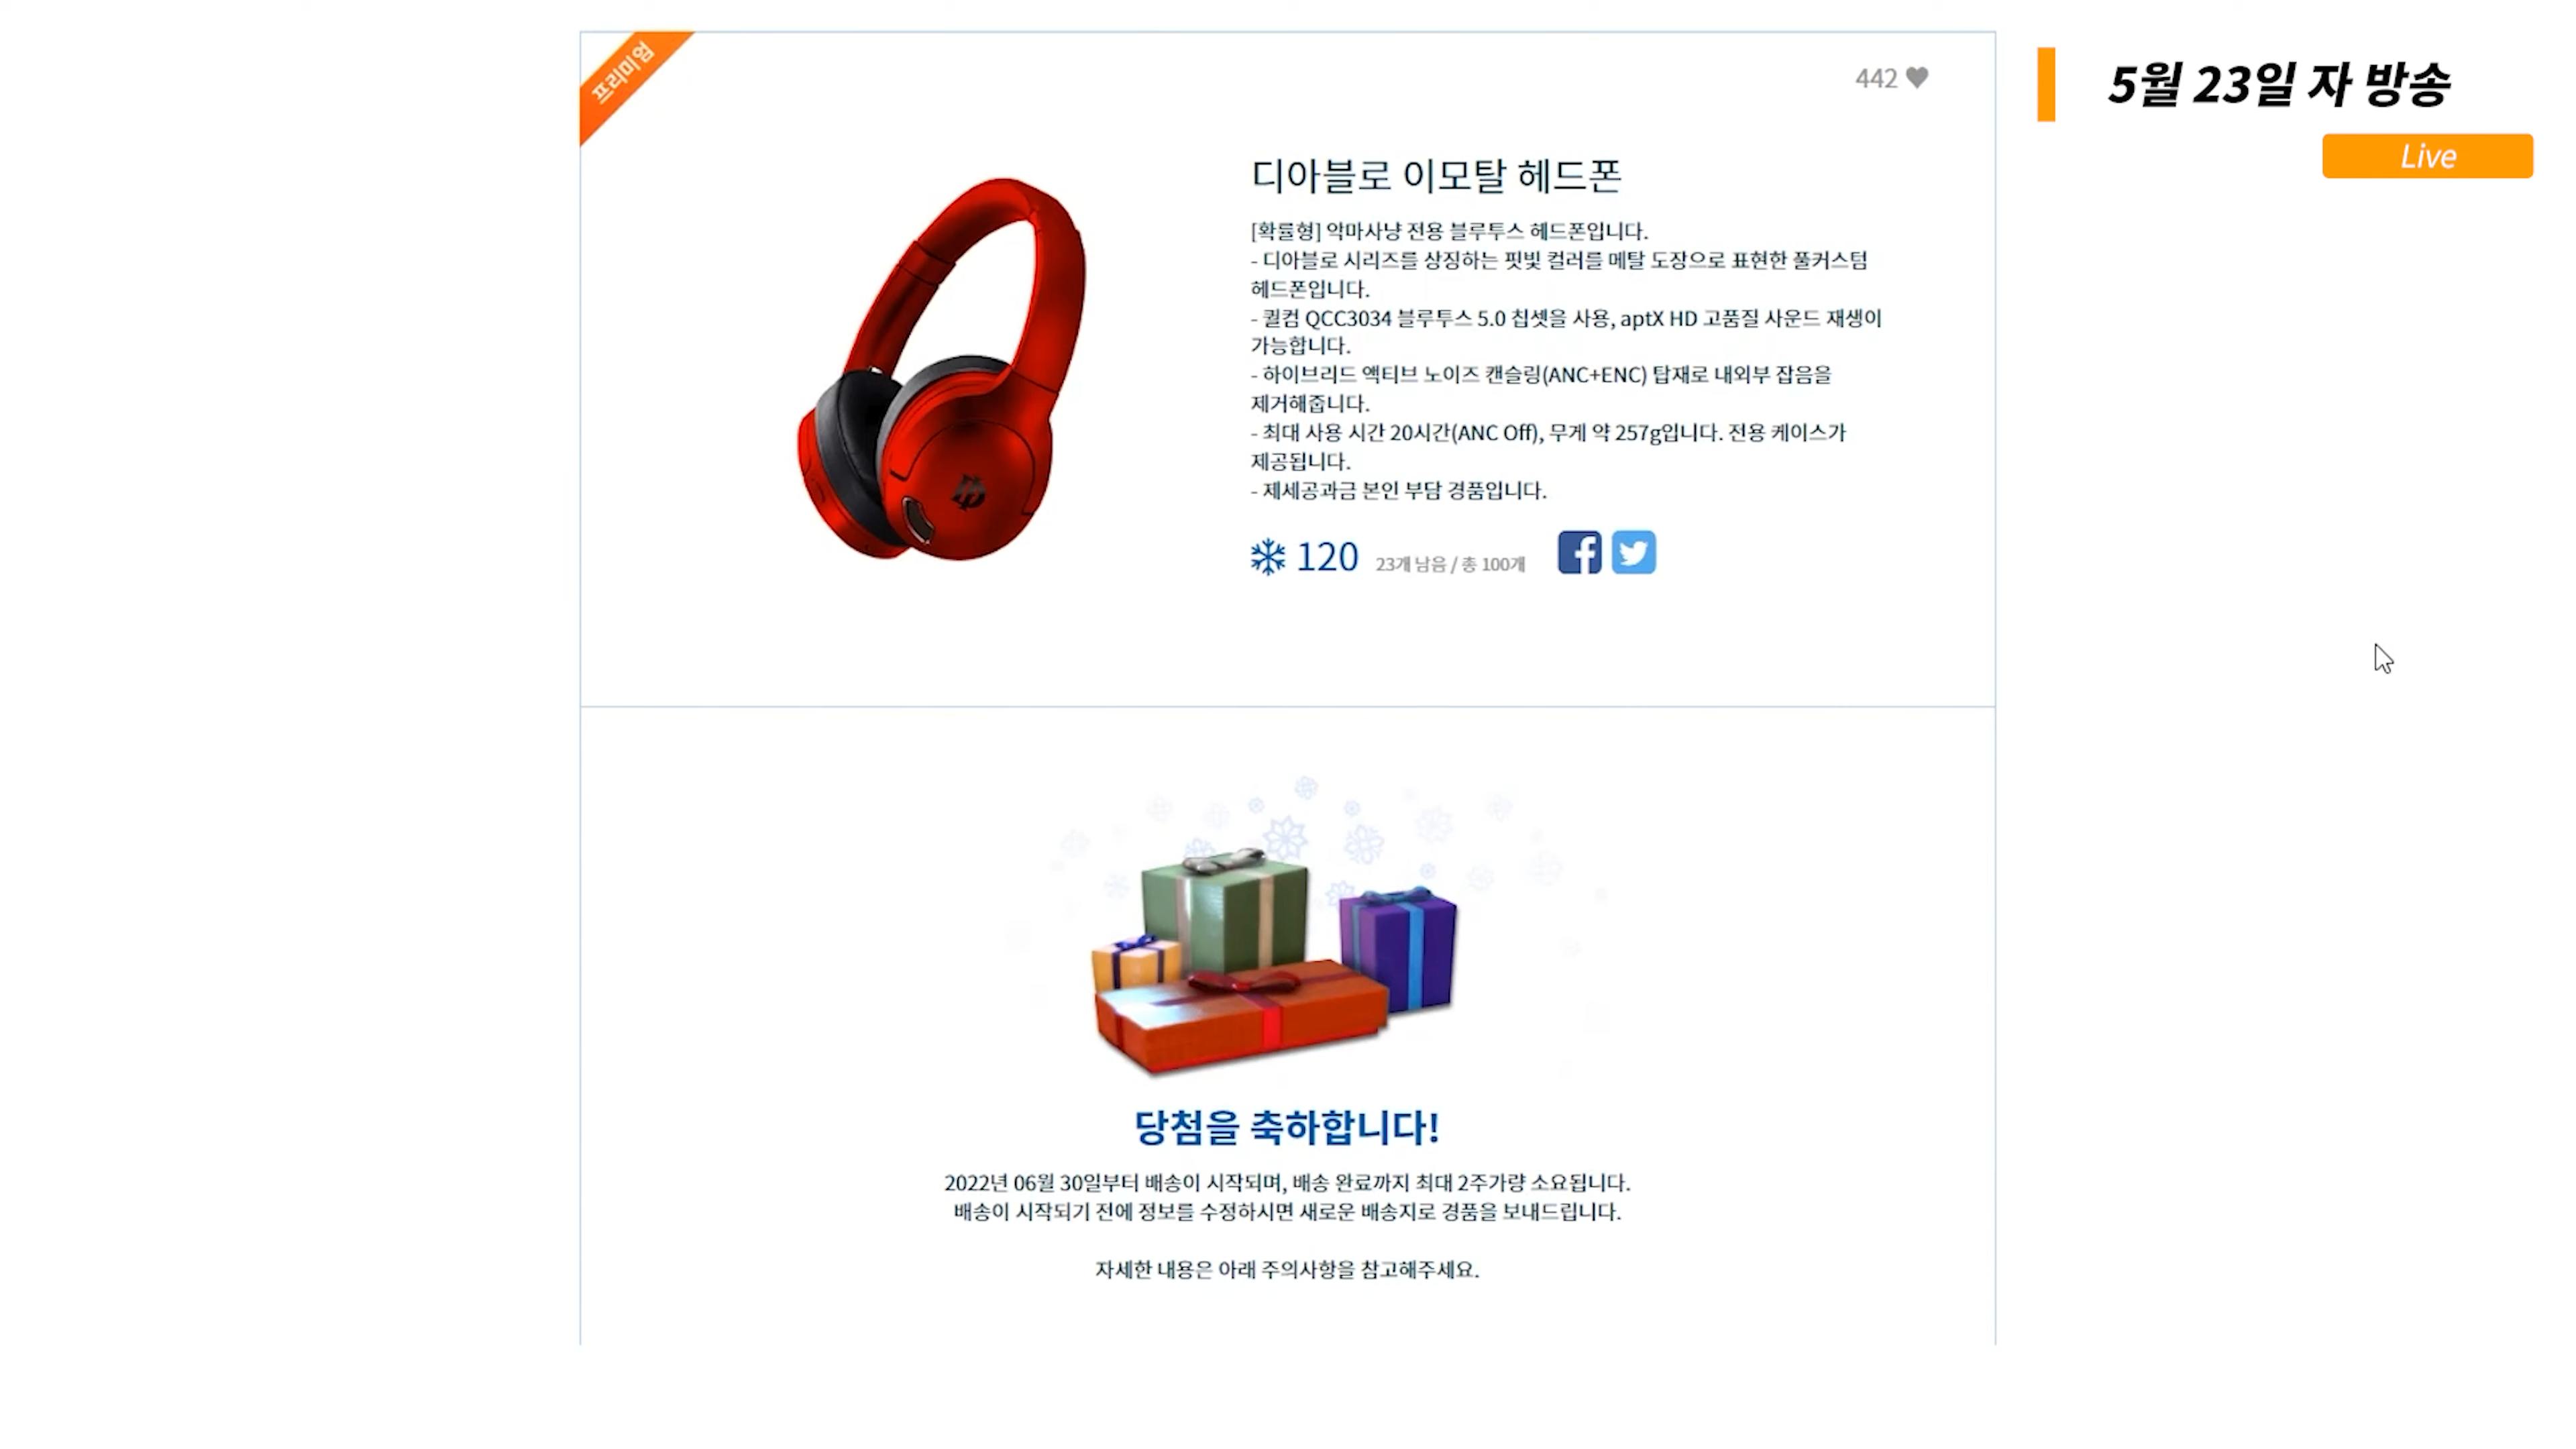 프리미엄
442
5월 23일 자 방송
Live
디아블로 이모탈 헤드폰
[확률형] 악마사냥 전용 블루투스 헤드폰입니다.
- 디아블로 시리즈를 상징하는 핏빛 컬러를 메탈 도장으로 표현한 풀커스텀
헤드폰입니다.
- 퀄컴 QCC3034 블루투스 5.0 칩셋을 사용, aptX HD 고품질 사운드 재생이
가능합니다.
- 하이브리드 액티브 노이즈 캔슬링(ANC+ENC) 탑재로 내외부 잡음을
제거해줍니다.
- 최대 사용 시간 20시간(ANC Off), 무게 약 257g입니다. 전용 케이스가
제공됩니다.
- 제세공과금 본인 부담 경품입니다.
120 23개 남음 / 총 100개
당첨을 축하합니다!
2022년 06월 30일부터 배송이 시작되며, 배송 완료까지 최대 2주가량 소요됩니다.
배송이 시작되기 전에 정보를 수정하시면 새로운 배송지로 경품을 보내드립니다.
자세한 내용은 아래 주의사항을 참고해주세요.